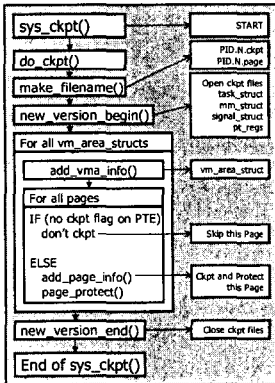 sys_ckpt()
START
do_ckpt()
make_filename()
PID.N.ckpt
PID.N.page
new_version_begin()
Open ckpt files
task_struct
mm_struct
signal_struct
pt_regs
For all vm_area_structs
add_vma_info()
vm_area_struct
For all pages
IF (no ckpt flag on PTE)
don't ckpt
Skip this Page
ELSE
add_page_info()
page_protect()
Ckpt and Protect
this Page
new_version_end()
Close ckpt files
End of sys_ckpt()